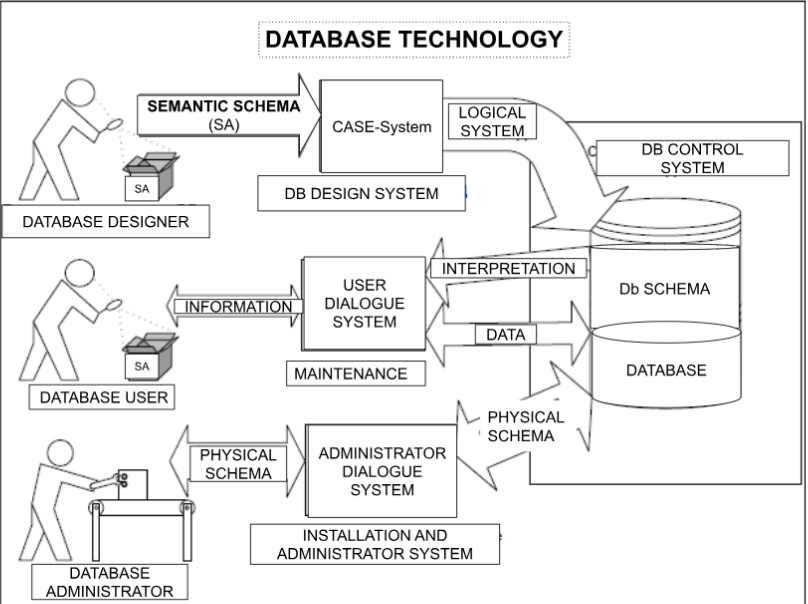 DATABASE TECHNOLOGY
SEMANTIC SCHEMA
(SA)
CASE-System
LOGICAL
SYSTEM
DB CONTROL
SYSTEM
SA
DB DESIGN SYSTEM
DATABASE DESIGNER
INTERPRETATION
USER
DIALOGUE
SYSTEM
Db SCHEMA
INFORMATION
DATA
SA
MAINTENANCE
DATABASE
DATABASE USER
PHYSICAL
SCHEMA
PHYSICAL
SCHEMA
ADMINISTRATOR
DIALOGUE
SYSTEM
INSTALLATION AND
ADMINISTRATOR SYSTEM
DATABASE
ADMINISTRATOR